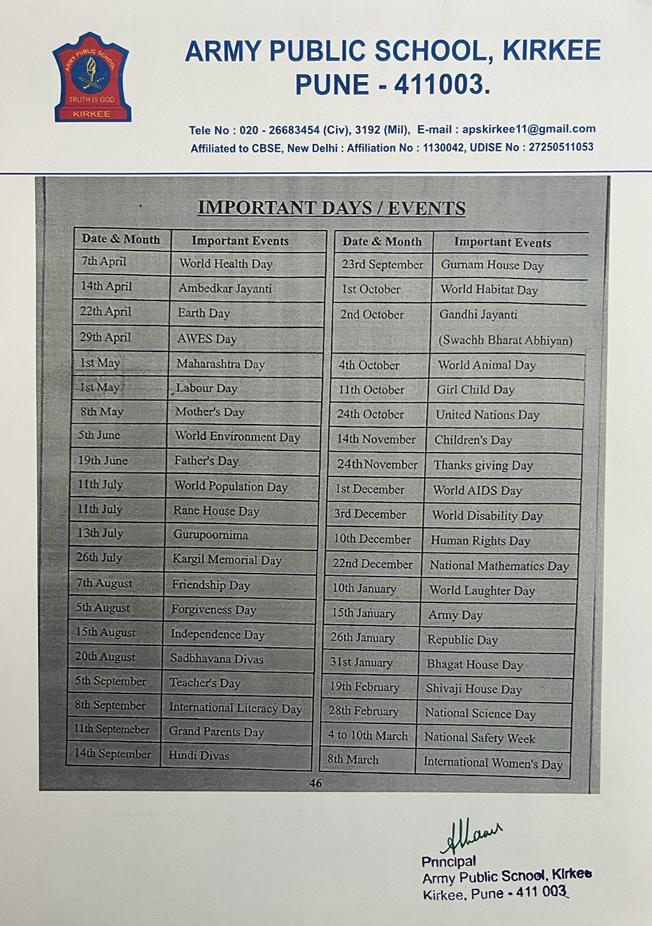 ARMY PUBLIC SCHOOL
TRUTH IS GOD
KIRKEE
ARMY PUBLIC SCHOOL, KIRKEE
PUNE - 411003.
Tele No : 020 - 26683454 (Civ), 3192 (Mil), E-mail : apskirkee11@gmail.com
Affiliated to CBSE, New Delhi : Affiliation No : 1130042, UDISE No : 27250511053
IMPORTANT DAYS / EVENTS
Date & Month Important Events
7th April World Health Day
14th April Ambedkar Jayanti
22th April Earth Day
29th April AWES Day
1st May Maharashtra Day
1st May Labour Day
8th May Mother's Day
5th June World Environment Day
19th June Father's Day
11th July World Population Day
11th July Rane House Day
13th July Gurupoornima
26th July Kargil Memorial Day
7th August Friendship Day
5th August Forgiveness Day
15th August Independence Day
20th August Sadbhavana Divas
5th September Teacher's Day
8th September International Literacy Day
11th Septemeber Grand Parents Day
14th September Hindi Divas
Date & Month Important Events
23rd September Gurnam House Day
1st October World Habitat Day
2nd October Gandhi Jayanti
(Swachh Bharat Abhiyan)
4th October World Animal Day
11th October Girl Child Day
24th October United Nations Day
14th November Children's Day
24th November Thanks giving Day
1st December World AIDS Day
3rd December World Disability Day
10th December Human Rights Day
22nd December National Mathematics Day
10th January World Laughter Day
15th January Army Day
26th January Republic Day
31st January Bhagat House Day
19th February Shivaji House Day
28th February National Science Day
4 to 10th March National Safety Week
8th March International Women's Day
46
Principal
Army Public School, Kirkee
Kirkee, Pune - 411 003